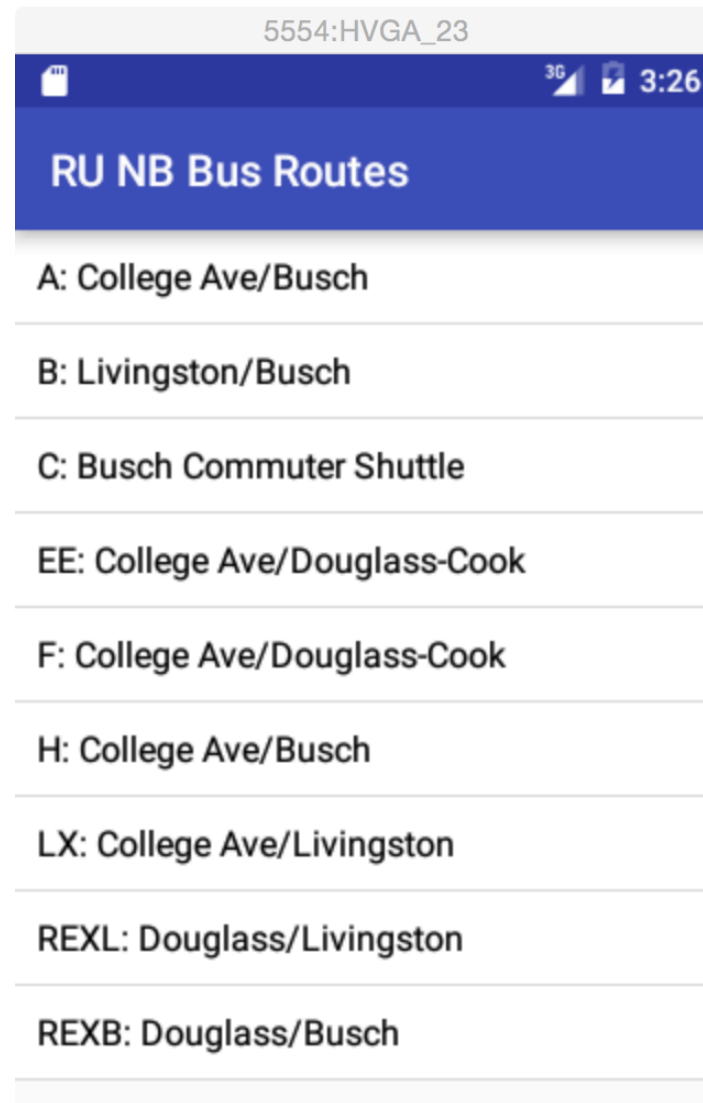 5554:HVGA_23
3G 3:26
RU NB Bus Routes
A: College Ave/Busch
B: Livingston/Busch
C: Busch Commuter Shuttle
EE: College Ave/Douglass-Cook
F: College Ave/Douglass-Cook
H: College Ave/Busch
LX: College Ave/Livingston
REXL: Douglass/Livingston
REXB: Douglass/Busch